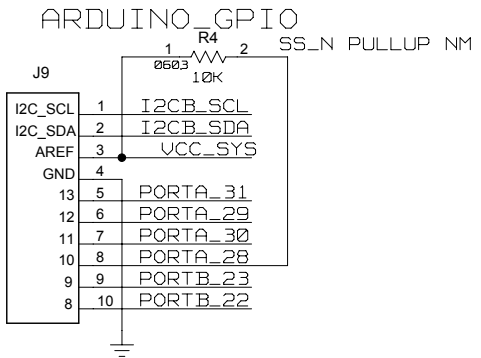 ARDUINO_GPIO
R4
1 2 SS_N PULLUP NM
0603
10K
J9
I2C_SCL 1 I2CB_SCL
I2C_SDA 2 I2CB_SDA
AREF 3 VCC_SYS
GND 4
13 5 PORTA_31
12 6 PORTA_29
11 7 PORTA_30
10 8 PORTA_28
9 9 PORTB_23
8 10 PORTB_22